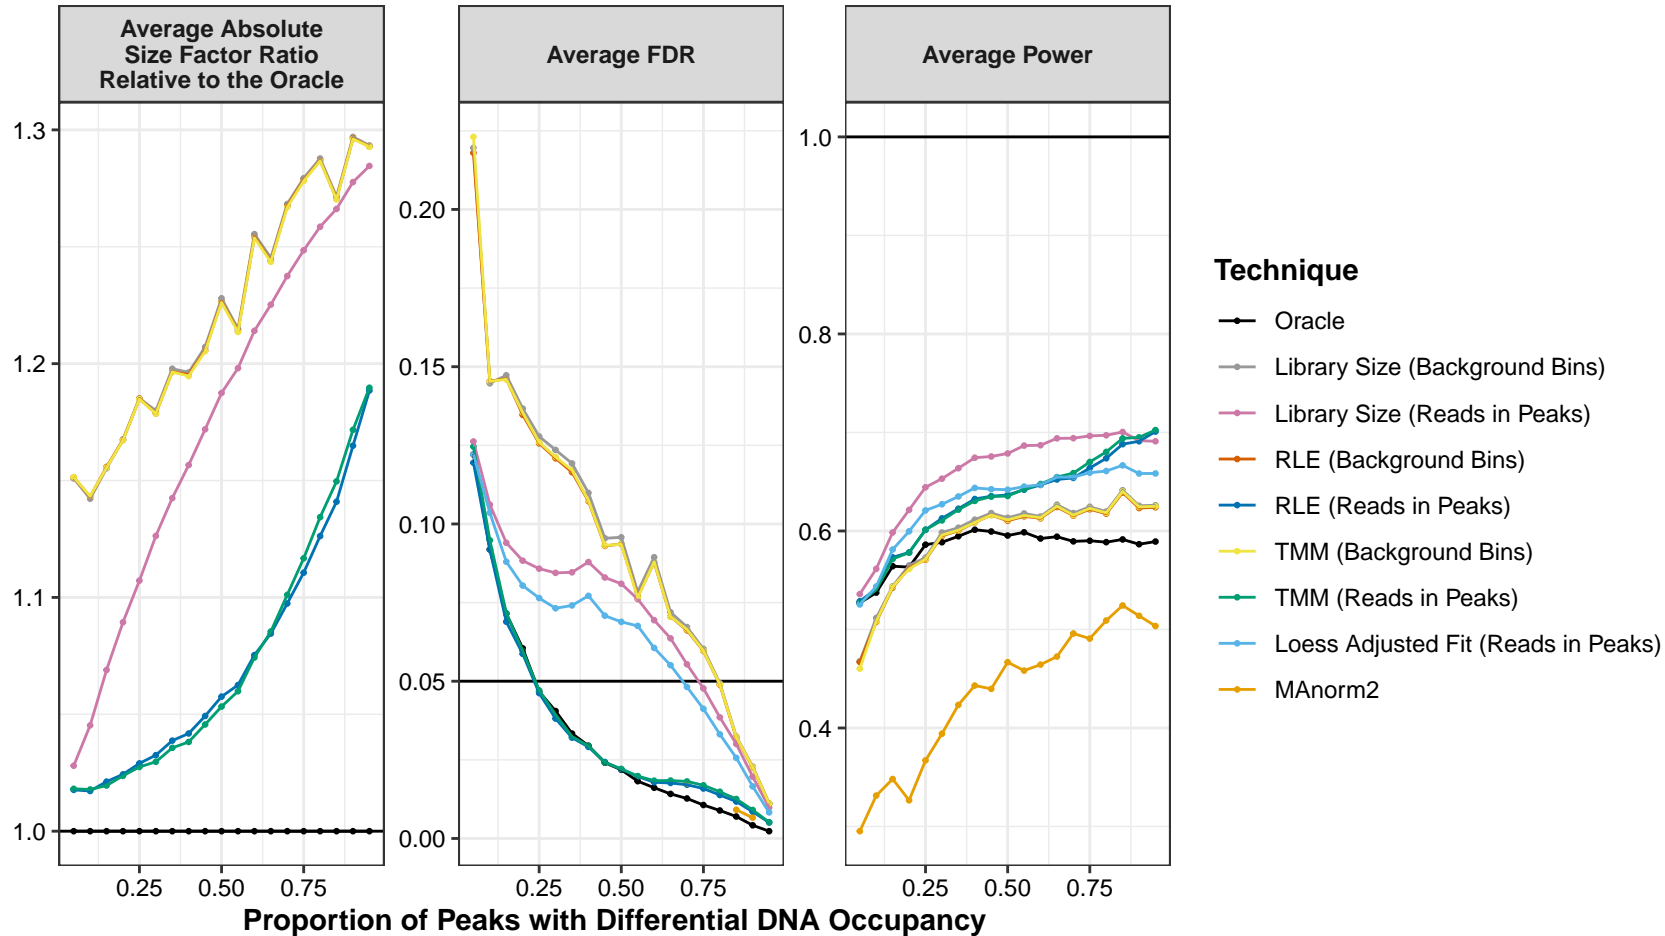 Average Absolute
Size Factor Ratio
Relative to the Oracle
Average FDR
Average Power
1.3
1.2
1.1
1.0
0.20
0.15
0.10
0.05
0.00
1.0
0.8
0.6
0.4
0.25 0.50 0.75
0.25 0.50 0.75
0.25 0.50 0.75
Proportion of Peaks with Differential DNA Occupancy
Technique
Oracle
Library Size (Background Bins)
Library Size (Reads in Peaks)
RLE (Background Bins)
RLE (Reads in Peaks)
TMM (Background Bins)
TMM (Reads in Peaks)
Loess Adjusted Fit (Reads in Peaks)
MAnorm2